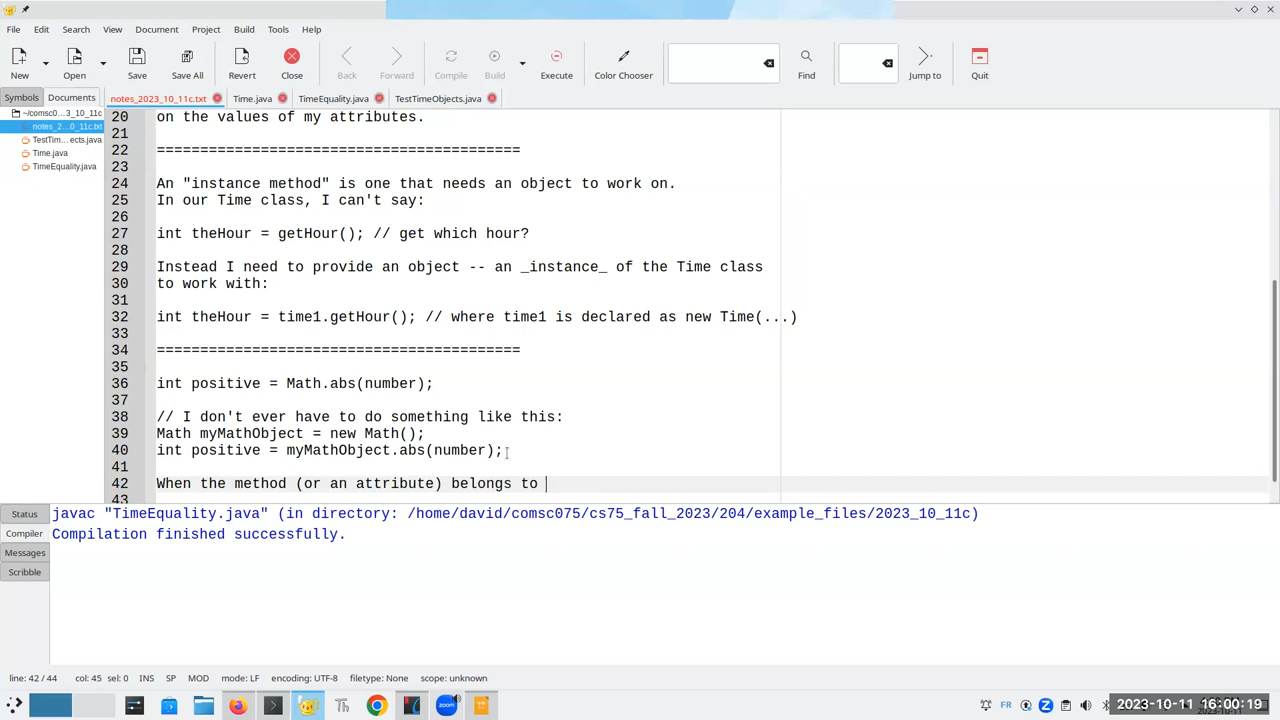 File Edit Search View Document Project Build Tools Help
New Open Save Save All Revert Close Back Forward Compile Build Execute Color Chooser Find Jump to Quit
Symbols Documents notes_2023_10_11c.txt Time.java TimeEquality.java TestTimeObjects.java
~/comsc0…3_10_11c
notes_2…0_11c.txt
TestTim…ects.java
Time.java
TimeEquality.java
20 on the values of my attributes.
21
22 ==========================================
23
24 An "instance method" is one that needs an object to work on.
25 In our Time class, I can't say:
26
27 int theHour = getHour(); // get which hour?
28
29 Instead I need to provide an object -- an _instance_ of the Time class
30 to work with:
31
32 int theHour = time1.getHour(); // where time1 is declared as new Time(...)
33
34 ==========================================
35
36 int positive = Math.abs(number);
37
38 // I don't ever have to do something like this:
39 Math myMathObject = new Math();
40 int positive = myMathObject.abs(number);
41
42 When the method (or an attribute) belongs to
43
Status
Compiler
Messages
Scribble
javac "TimeEquality.java" (in directory: /home/david/comsc075/cs75_fall_2023/204/example_files/2023_10_11c)
Compilation finished successfully.
line: 42 / 44 col: 45 sel: 0 INS SP MOD mode: LF encoding: UTF-8 filetype: None scope: unknown
zoom FR 2023-10-11 16:00:19